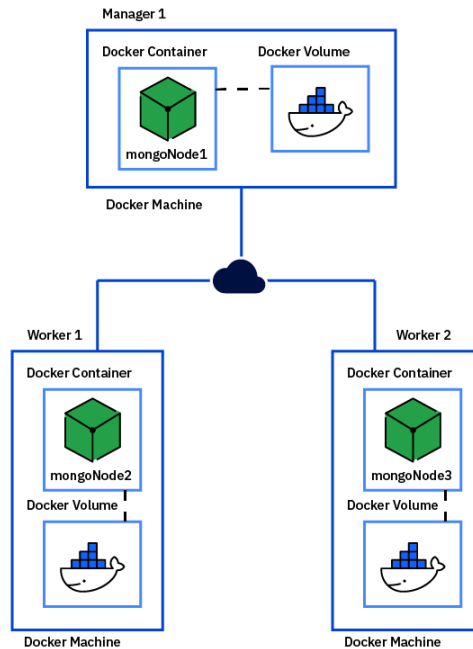 Manager 1
Docker Container
Docker Volume
mongoNode1
Docker Machine
Worker 1
Docker Container
mongoNode2
Docker Volume
Docker Machine
Worker 2
Docker Container
mongoNode3
Docker Volume
Docker Machine